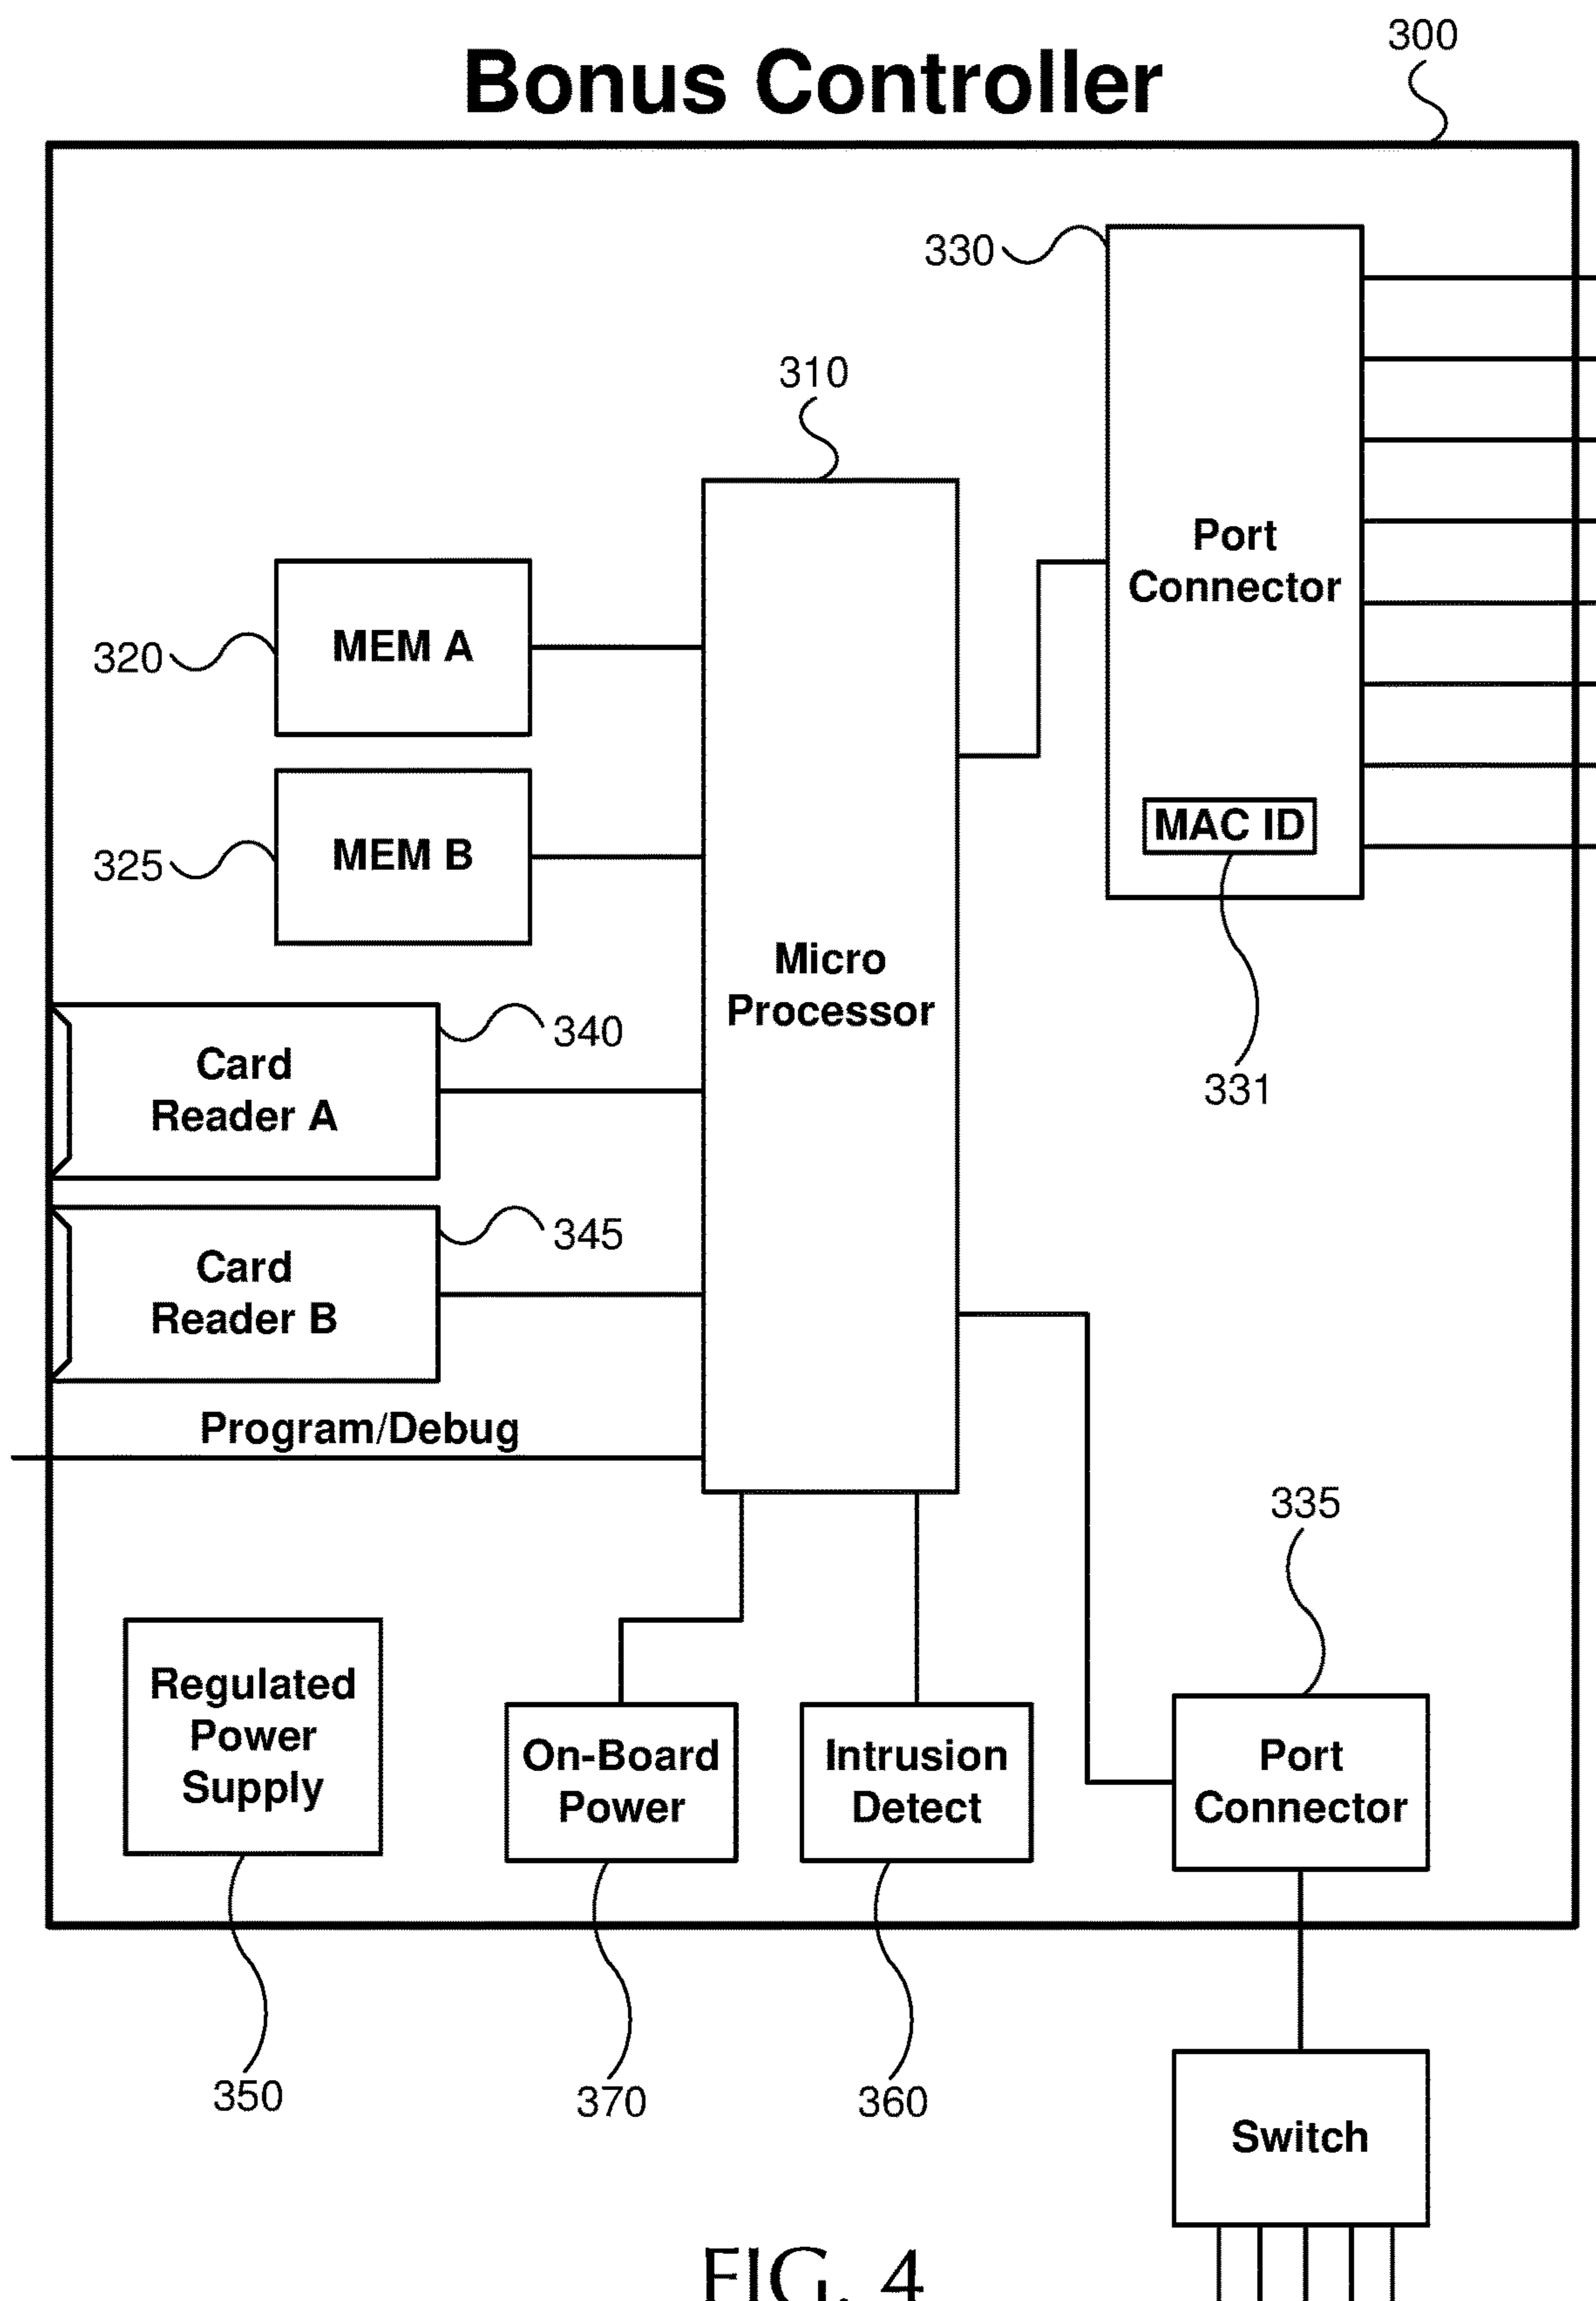 300
Bonus Controller
330
310
Port
Connector
MEM A
320
MAC ID
MEM B
325
Micro
Processor
340
Card
Reader A
331
345
Card
Reader B
Program/Debug
335
Regulated
Power
Supply
On-Board
Power
Intrusion
Detect
Port
Connector
350
370
360
Switch
FIG. 4